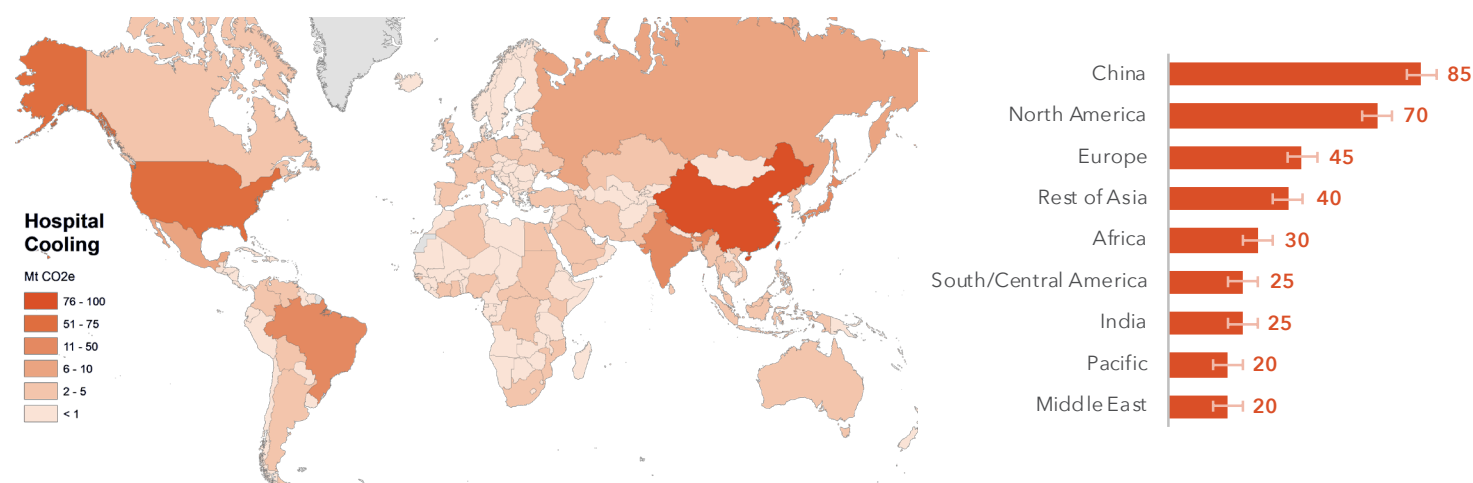 Hospital
Cooling
Mt CO2e
76 - 100
51 - 75
11 - 50
6 - 10
2 - 5
< 1
China 85
North America 70
Europe 45
Rest of Asia 40
Africa 30
South/Central America 25
India 25
Pacific 20
Middle East 20